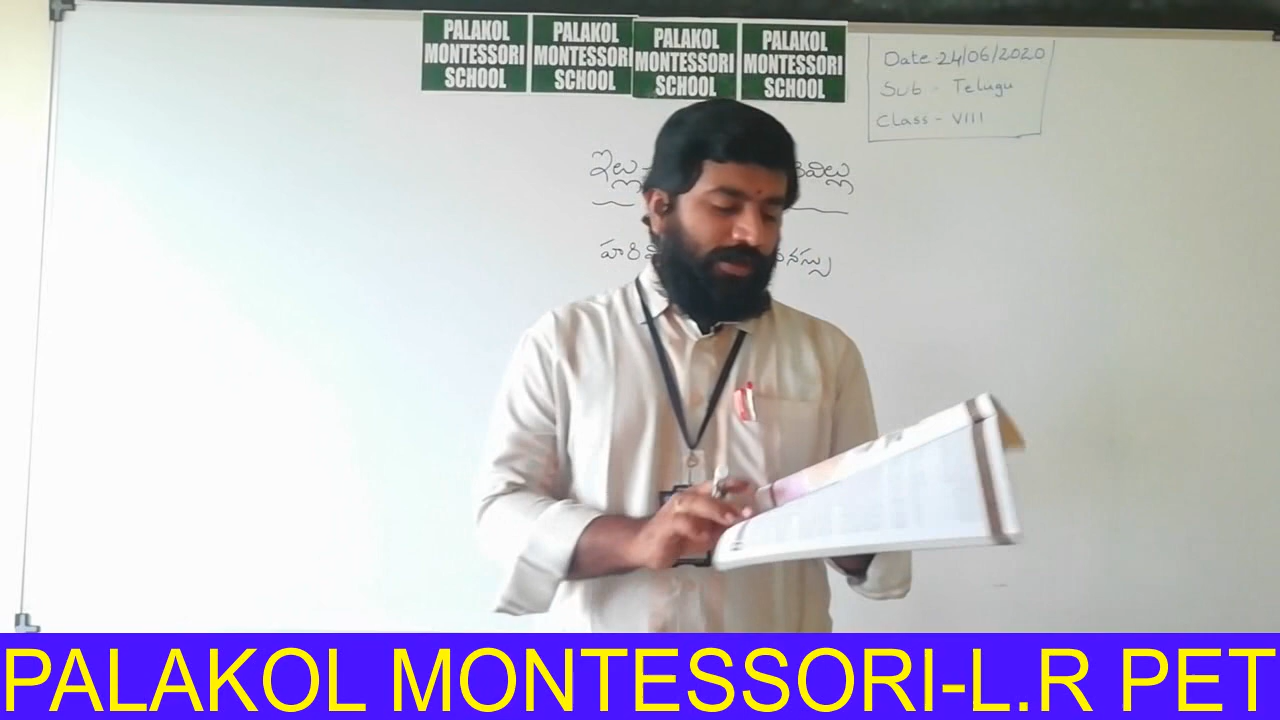 PALAKOL MONTESSORI SCHOOL
PALAKOL MONTESSORI SCHOOL
PALAKOL MONTESSORI SCHOOL
PALAKOL MONTESSORI SCHOOL
Date 24/06/2020
Sub - Telugu
Class - VIII
ఇల్లు
PALAKOL MONTESSORI-L.R PET